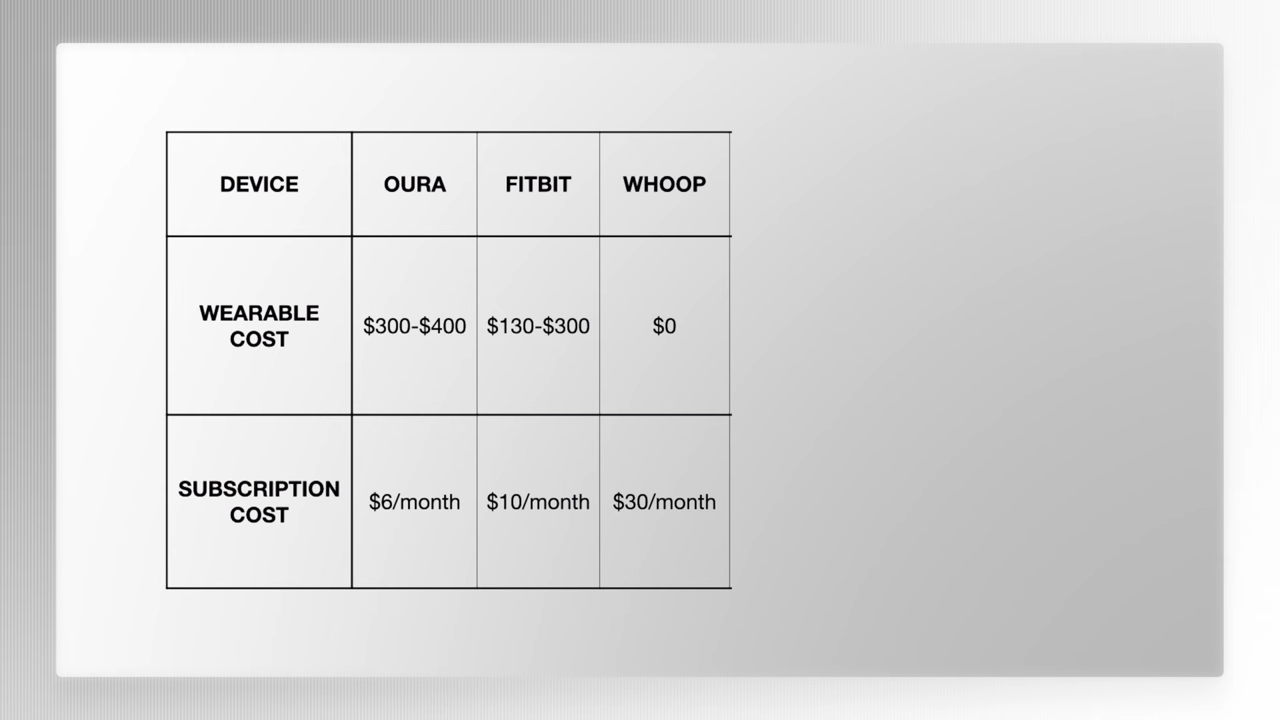 DEVICE OURA FITBIT WHOOP
WEARABLE
COST
$300-$400 $130-$300 $0
SUBSCRIPTION
COST
$6/month $10/month $30/month